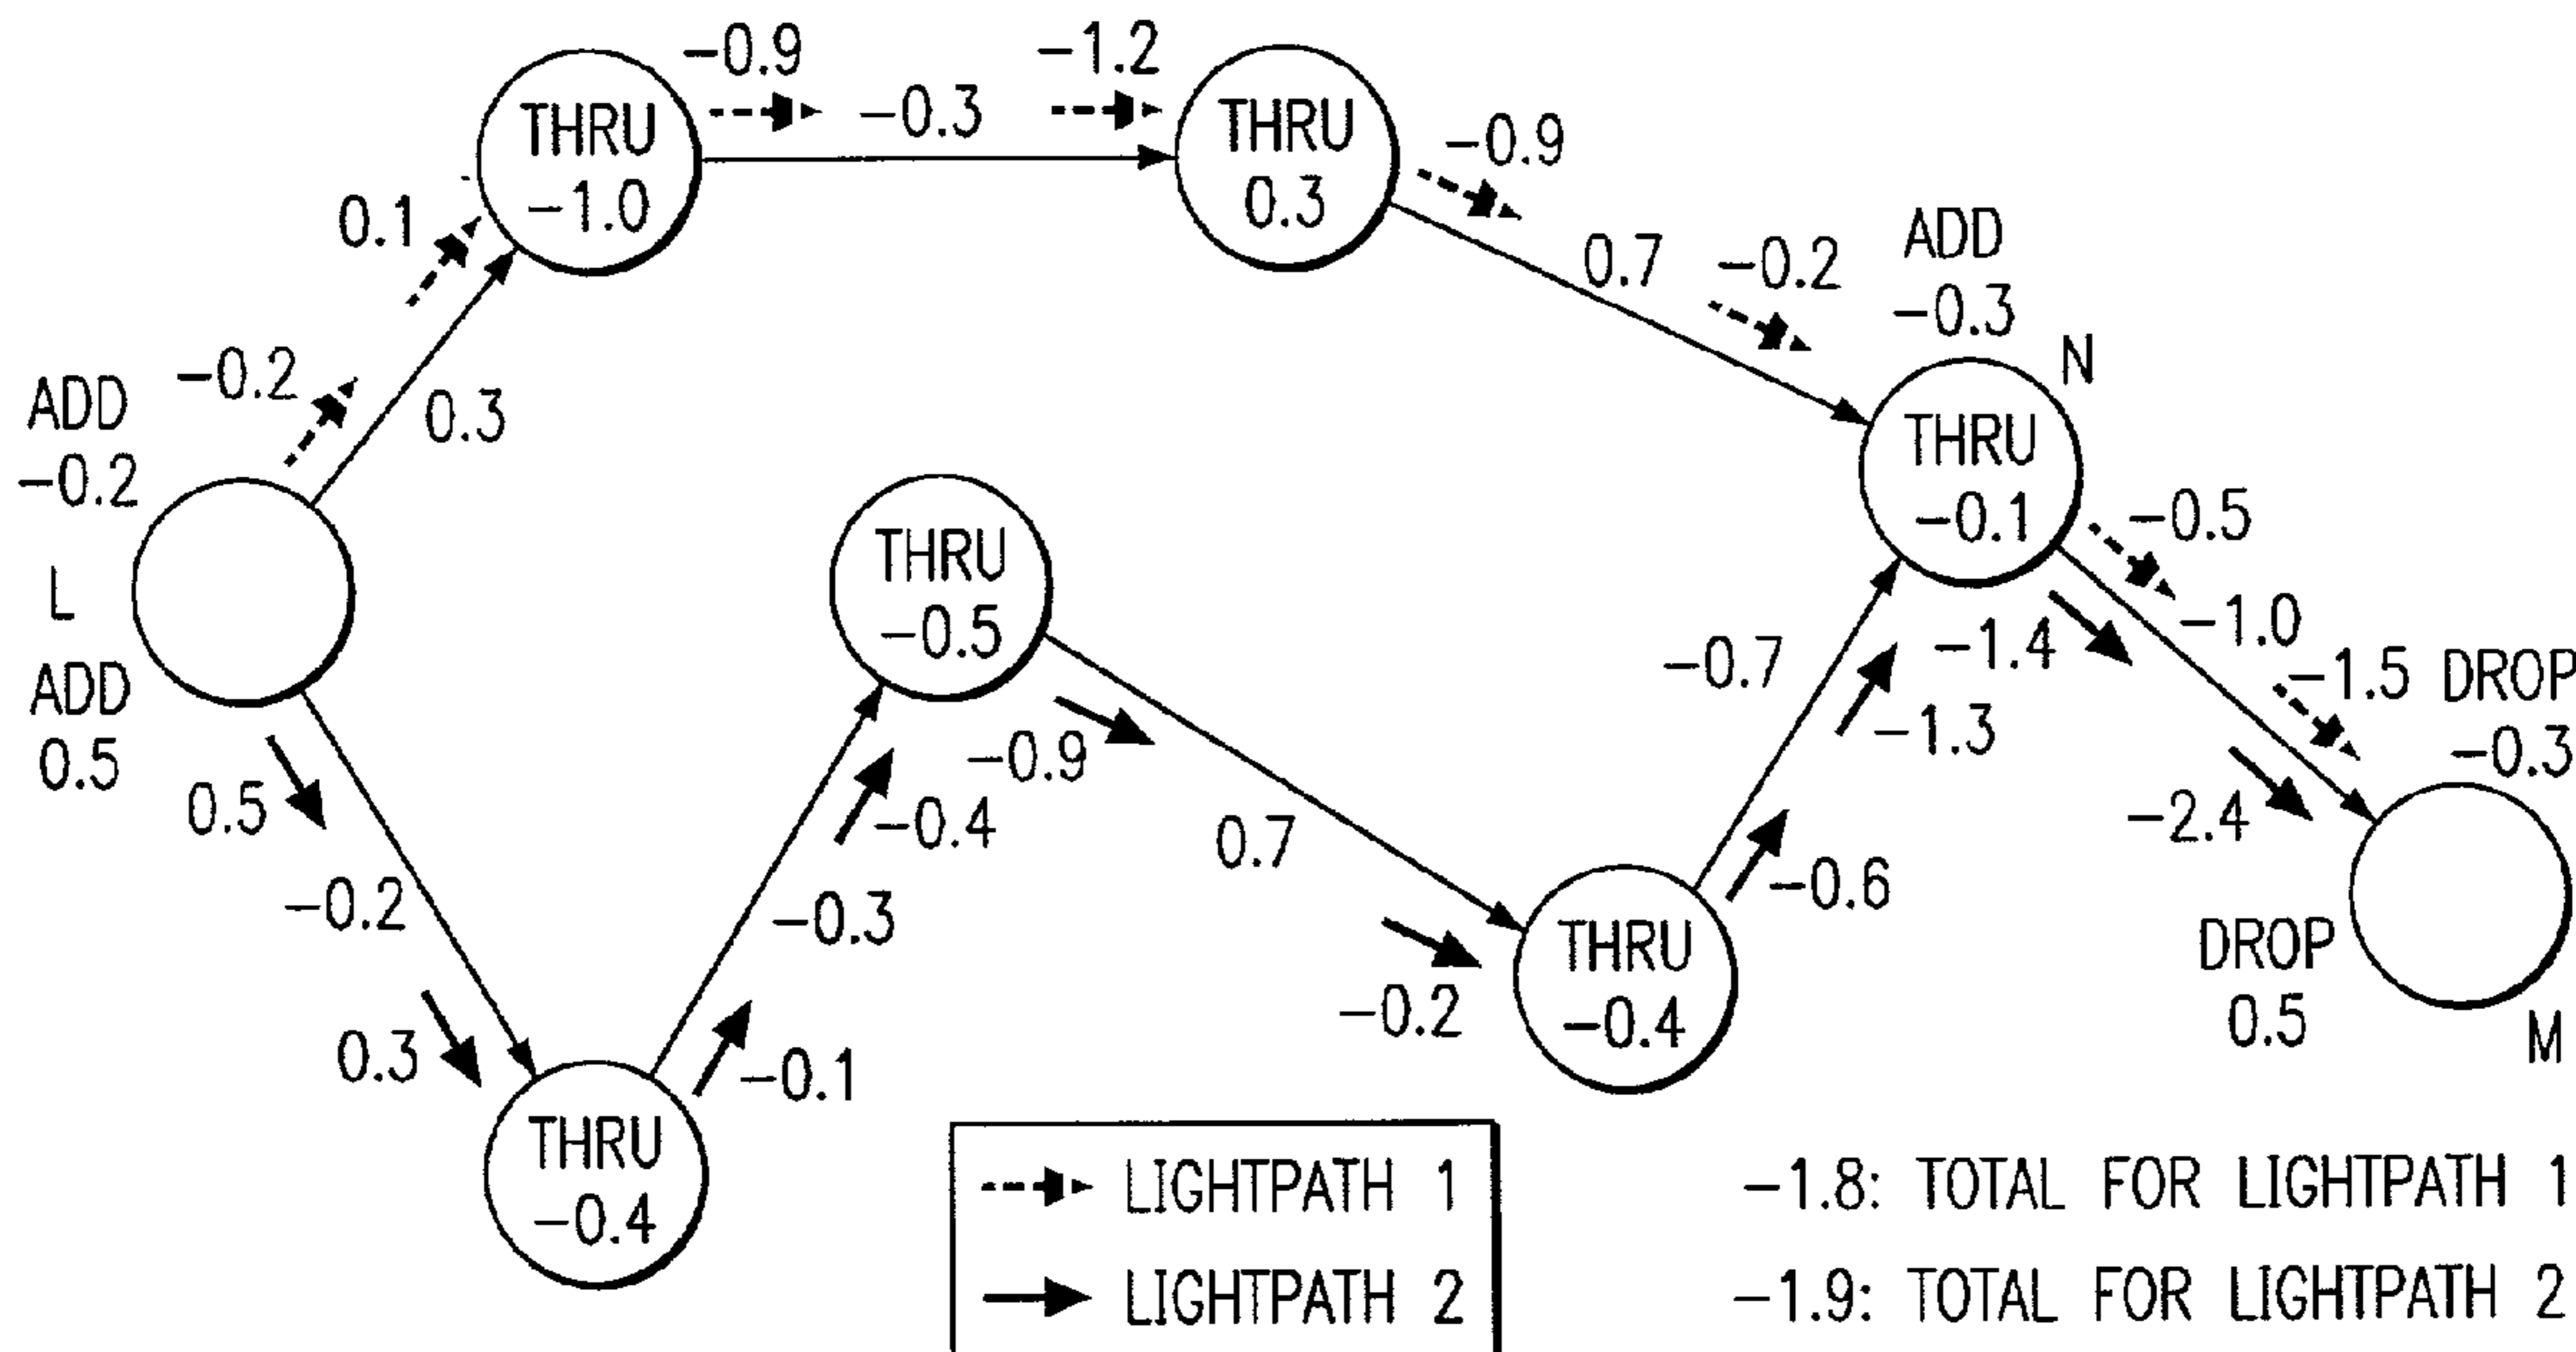 -0.9
-1.2
THRU
-1.0
-0.3
THRU
0.3
-0.9
0.1
0.7
-0.2
ADD
-0.3
N
ADD
-0.2
-0.2
0.3
THRU
-0.1
-0.5
L
THRU
-0.5
-0.7
-1.4
-1.0
-1.5
DROP
-0.3
ADD
0.5
0.5
-0.4
-0.9
-1.3
-2.4
0.7
-0.2
-0.3
-0.6
THRU
-0.4
DROP
0.5
M
0.3
-0.1
-0.2
THRU
-0.4
LIGHTPATH 1
LIGHTPATH 2
-1.8: TOTAL FOR LIGHTPATH 1
-1.9: TOTAL FOR LIGHTPATH 2